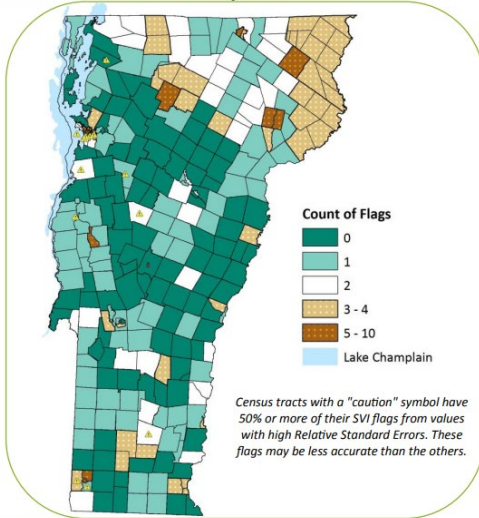 Count of Flags
0
1
2
3 - 4
5 - 10
Lake Champlain
Census tracts with a "caution" symbol have
50% or more of their SVI flags from values
with high Relative Standard Errors. These
flags may be less accurate than the others.